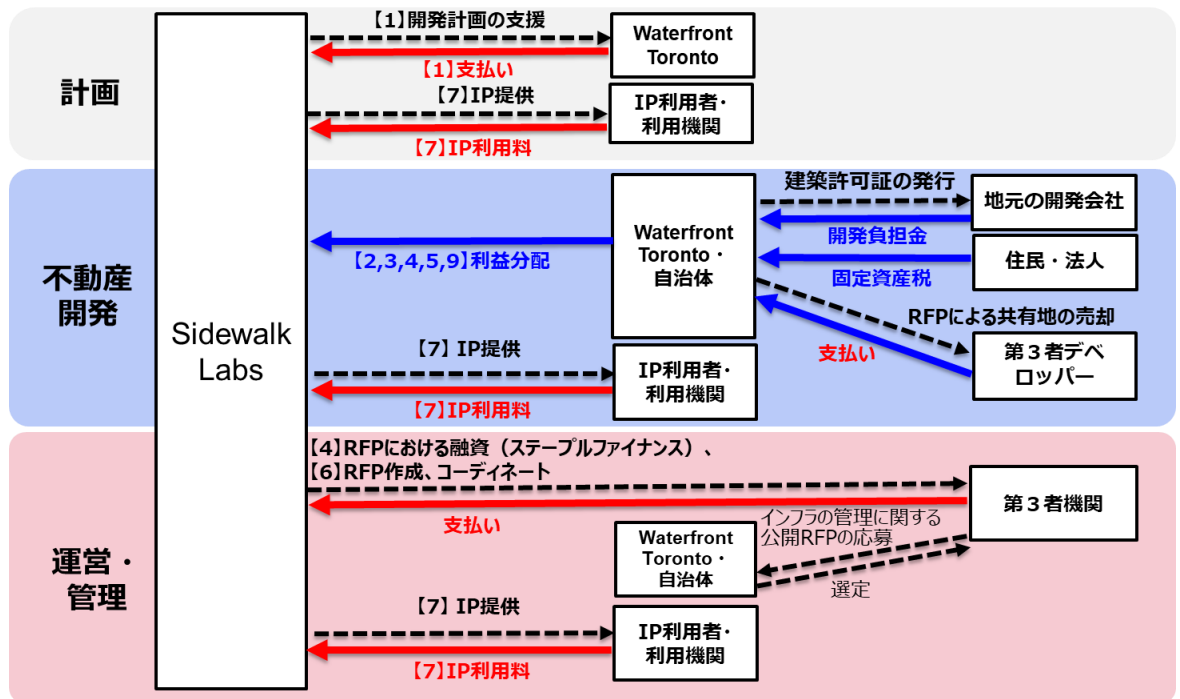 計画
Sidewalk
Labs
【1】開発計画の支援
【1】支払い
Waterfront
Toronto
【7】IP提供
【7】IP利用料
IP利用者・
利用機関
不動産
開発
【2,3,4,5,9】利益分配
Waterfront
Toronto・
自治体
建築許可証の発行
開発負担金
地元の開発会社
固定資産税
住民・法人
RFPによる共有地の売却
支払い
第３者デベ
ロッパー
【7】 IP提供
【7】IP利用料
IP利用者・
利用機関
運営・
管理
【4】RFPにおける融資（ステープルファイナンス）、
【6】RFP作成、コーディネート
支払い
第３者機関
インフラの管理に関する
公開RFPの応募
選定
Waterfront
Toronto・
自治体
【7】 IP提供
【7】IP利用料
IP利用者・
利用機関